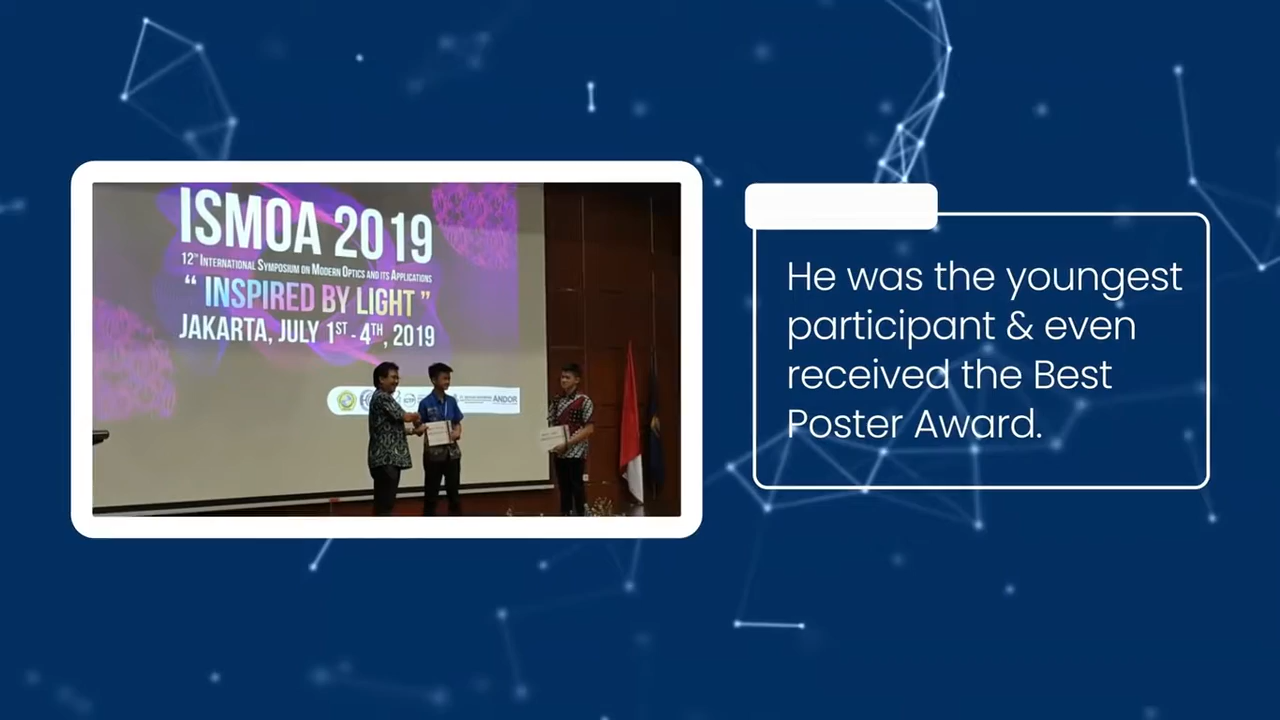 ISMOA 2019
12TH INTERNATIONAL SYMPOSIUM ON MODERN OPTICS AND ITS APPLICATIONS
“ INSPIRED BY LIGHT ”
JAKARTA, JULY 1ST - 4TH, 2019
ICTP
ANDOR
He was the youngest
participant & even
received the Best
Poster Award.